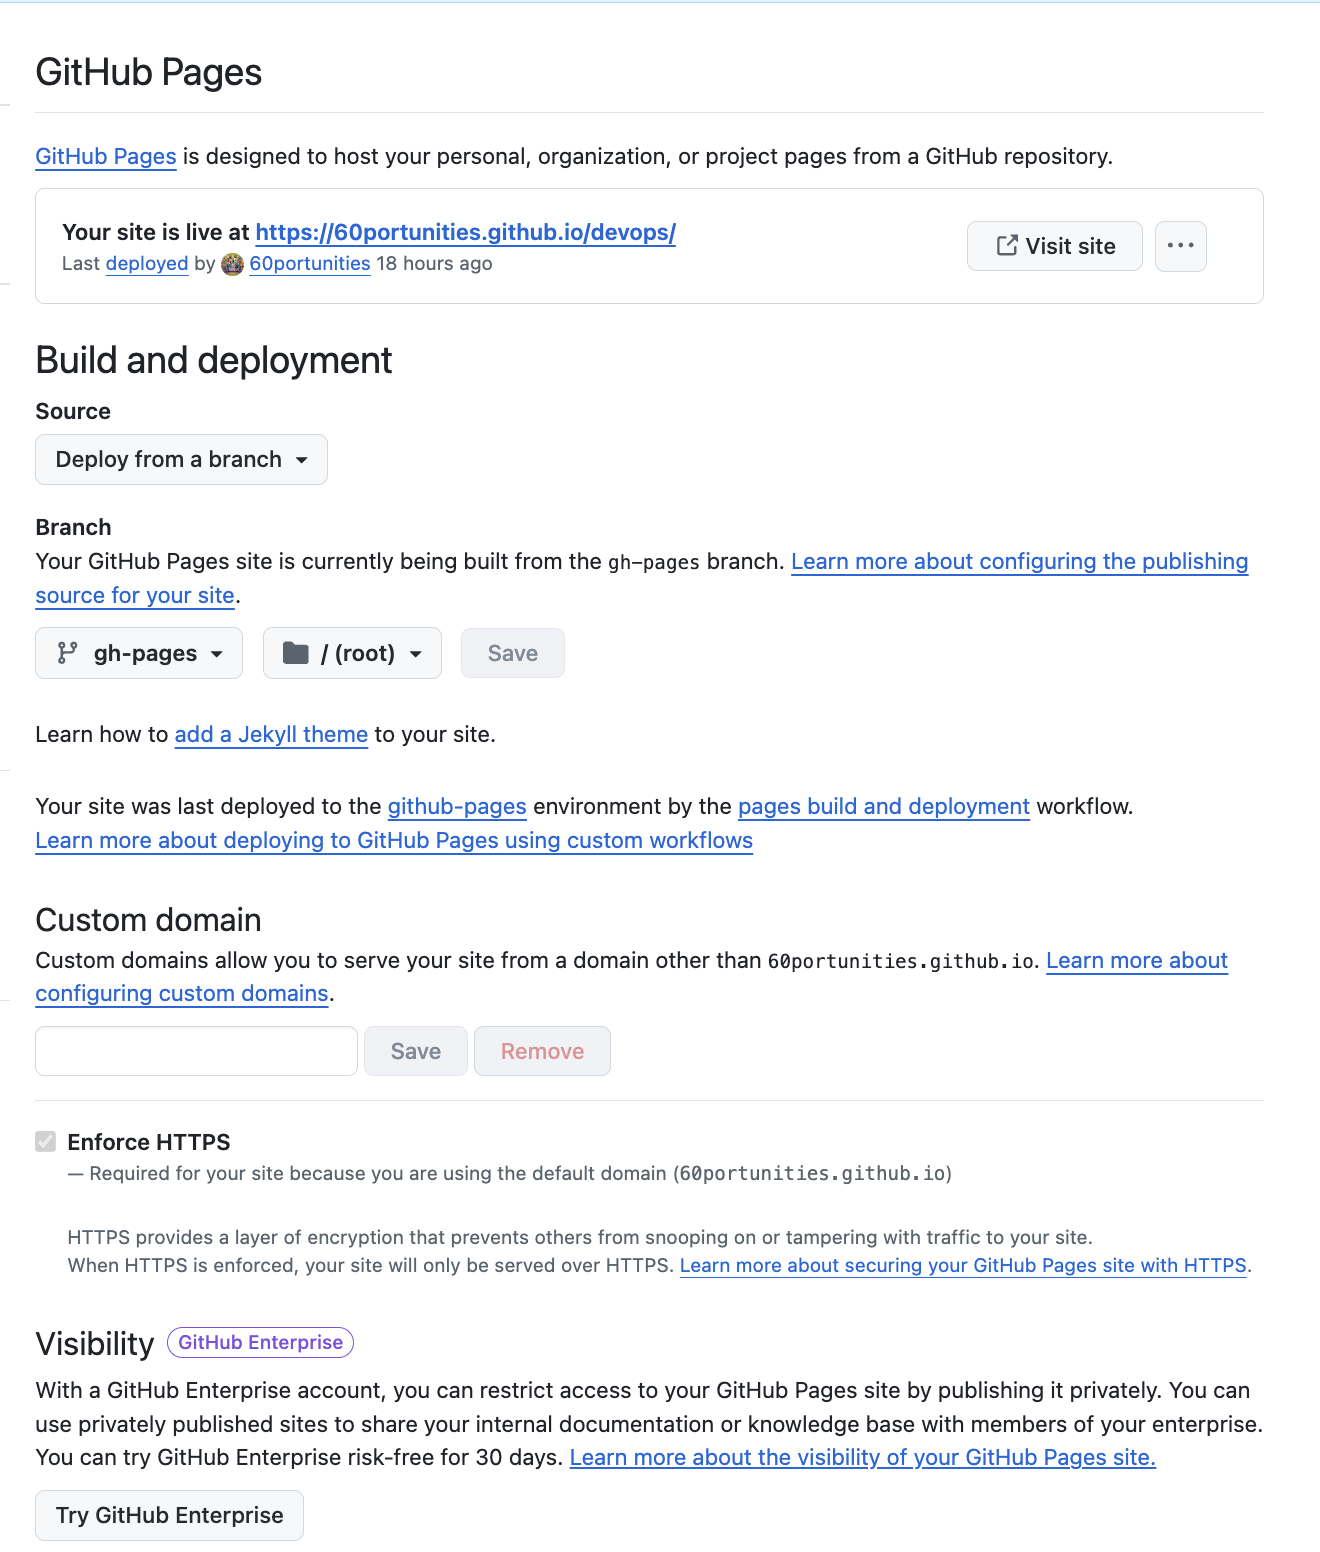 GitHub Pages
GitHub Pages is designed to host your personal, organization, or project pages from a GitHub repository.
Your site is live at https://60portunities.github.io/devops/
Last deployed by 60portunities 18 hours ago
Visit site
Build and deployment
Source
Deploy from a branch
Branch
Your GitHub Pages site is currently being built from the gh-pages branch. Learn more about configuring the publishing
source for your site.
gh-pages / (root) Save
Learn how to add a Jekyll theme to your site.
Your site was last deployed to the github-pages environment by the pages build and deployment workflow.
Learn more about deploying to GitHub Pages using custom workflows
Custom domain
Custom domains allow you to serve your site from a domain other than 60portunities.github.io. Learn more about
configuring custom domains.
Save Remove
Enforce HTTPS
— Required for your site because you are using the default domain (60portunities.github.io)
HTTPS provides a layer of encryption that prevents others from snooping on or tampering with traffic to your site.
When HTTPS is enforced, your site will only be served over HTTPS. Learn more about securing your GitHub Pages site with HTTPS.
Visibility GitHub Enterprise
With a GitHub Enterprise account, you can restrict access to your GitHub Pages site by publishing it privately. You can
use privately published sites to share your internal documentation or knowledge base with members of your enterprise.
You can try GitHub Enterprise risk-free for 30 days. Learn more about the visibility of your GitHub Pages site.
Try GitHub Enterprise